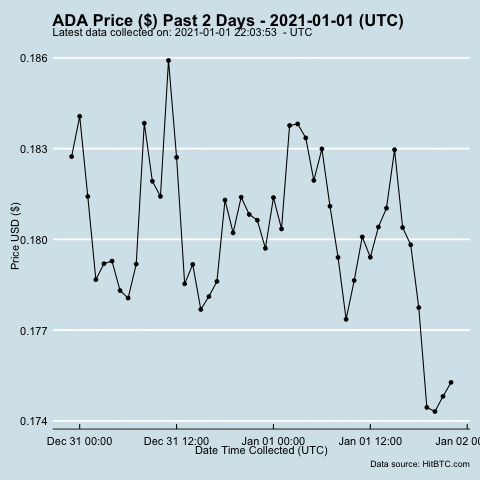 ADA Price ($) Past 2 Days - 2021-01-01 (UTC)
Latest data collected on: 2021-01-01 22:03:53 - UTC
0.186
0.183
0.180
0.177
0.174
Price USD ($)
Dec 31 00:00 Dec 31 12:00 Jan 01 00:00 Jan 01 12:00 Jan 02 00
Date Time Collected (UTC)
Data source: HitBTC.com